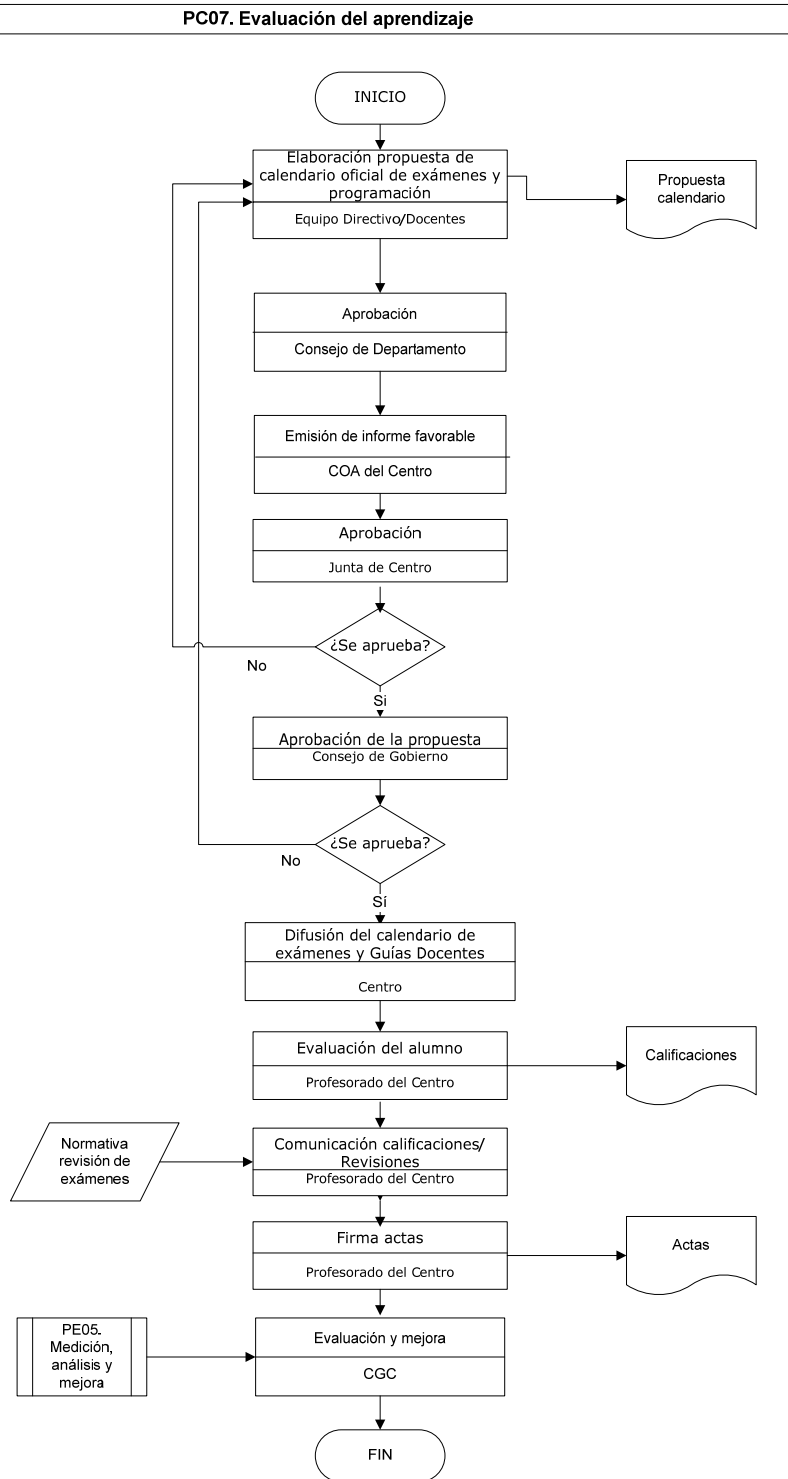 PC07. Evaluación del aprendizaje
INICIO
Elaboración propuesta de
calendario oficial de exámenes y
programación
Equipo Directivo/Docentes
Propuesta
calendario
Aprobación
Consejo de Departamento
Emisión de informe favorable
COA del Centro
Aprobación
Junta de Centro
¿Se aprueba?
No
Si
Aprobación de la propuesta
Consejo de Gobierno
¿Se aprueba?
No
Sí
Difusión del calendario de
exámenes y Guías Docentes
Centro
Evaluación del alumno
Profesorado del Centro
Calificaciones
Normativa
revisión de
exámenes
Comunicación calificaciones/
Revisiones
Profesorado del Centro
Firma actas
Profesorado del Centro
Actas
PE05.
Medición,
análisis y
mejora
Evaluación y mejora
CGC
FIN